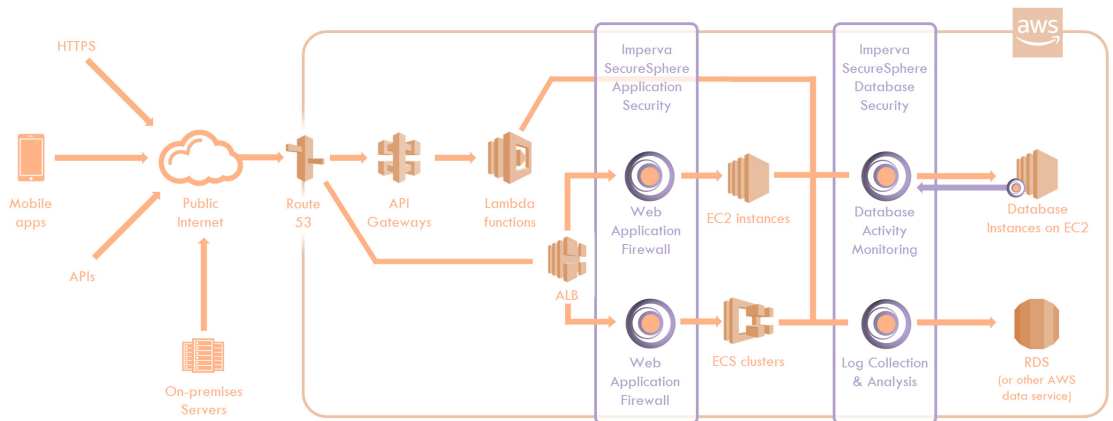 aws
HTTPS
Imperva
SecureSphere
Application
Security
Imperva
SecureSphere
Database
Security
Mobile
apps
Public
Internet
Route
53
API
Gateways
Lambda
functions
Web
Application
Firewall
EC2 instances
Database
Activity
Monitoring
Database
Instances on EC2
APIs
ALB
On-premises
Servers
Web
Application
Firewall
ECS clusters
Log Collection
& Analysis
RDS
(or other AWS
data service)